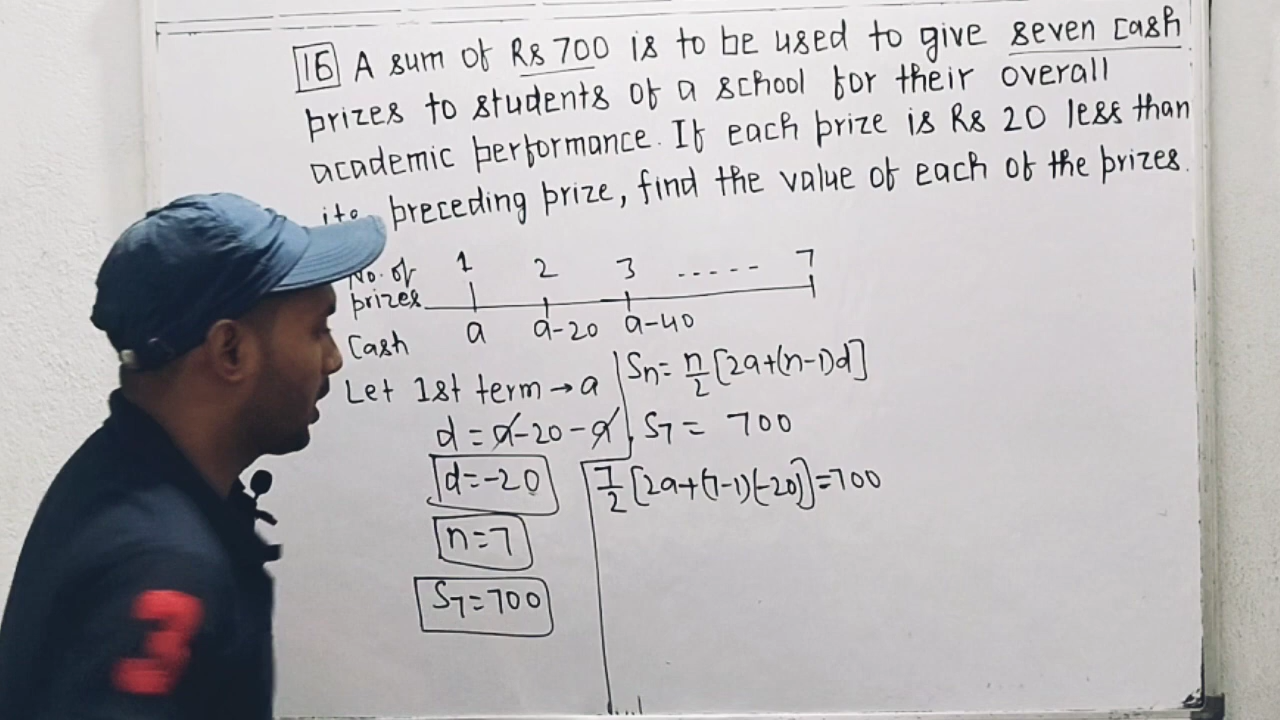 16 A sum of Rs 700 is to be used to give seven cash
prizes to students of a school for their overall
academic performance. If each prize is Rs 20 less than
its preceding prize, find the value of each of the prizes.
No. of prizes 1 2 3 ----- 7
Cash a a-20 a-40
Let 1st term → a
d = a-20-a
d=-20
n=7
S₇=700
Sn= n/2 [2a+(n-1)d]
S₇ = 700
7/2 [2a+(7-1)(-20)]=700
3